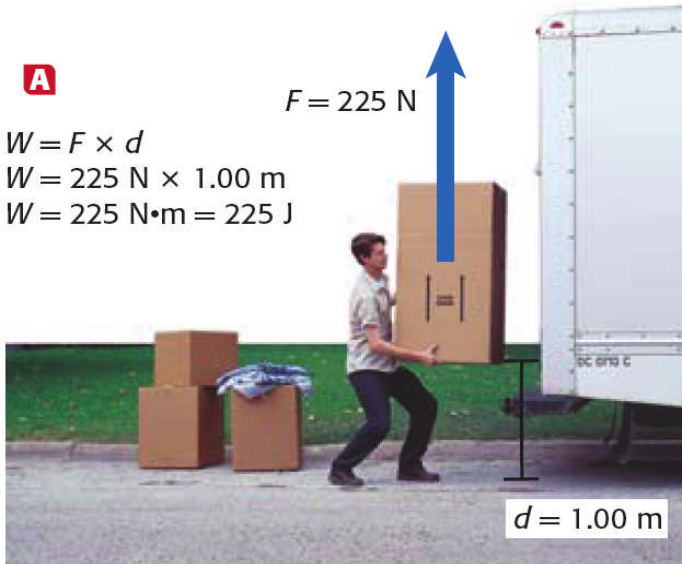 A
F = 225 N
W = F × d
W = 225 N × 1.00 m
W = 225 N•m = 225 J
d = 1.00 m